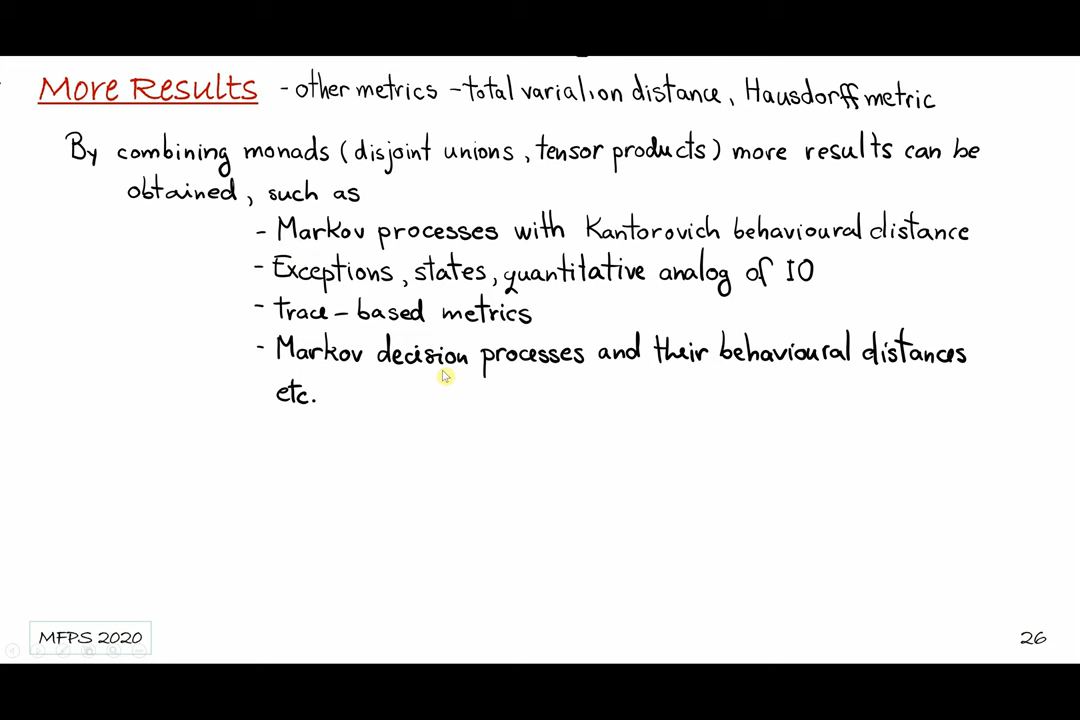 More Results - other metrics - total variation distance, Hausdorff metric
By combining monads (disjoint unions, tensor products) more results can be
obtained, such as
- Markov processes with Kantorovich behavioural distance
- Exceptions, states, quantitative analog of IO
- trace-based metrics
- Markov decision processes and their behavioural distances
etc.
MFPS 2020
26